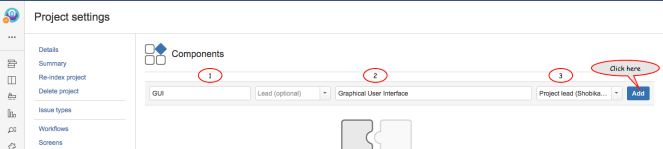 Project settings
Details
Summary
Re-index project
Delete project
Issue types
Workflows
Screens
Components
1
2
3
Click here
GUI
Lead (optional)
Graphical User Interface
Project lead (Shobika...
Add